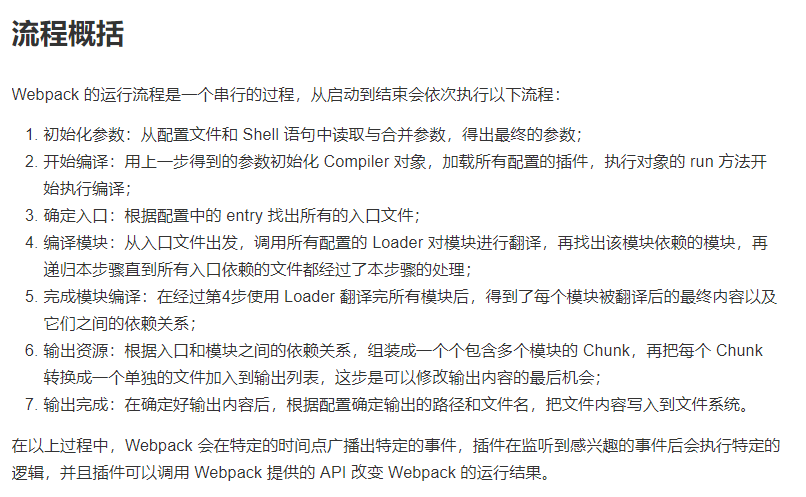 流程概括
Webpack 的运行流程是一个串行的过程，从启动到结束会依次执行以下流程：
1. 初始化参数：从配置文件和 Shell 语句中读取与合并参数，得出最终的参数；
2. 开始编译：用上一步得到的参数初始化 Compiler 对象，加载所有配置的插件，执行对象的 run 方法开
始执行编译；
3. 确定入口：根据配置中的 entry 找出所有的入口文件；
4. 编译模块：从入口文件出发，调用所有配置的 Loader 对模块进行翻译，再找出该模块依赖的模块，再
递归本步骤直到所有入口依赖的文件都经过了本步骤的处理；
5. 完成模块编译：在经过第4步使用 Loader 翻译完所有模块后，得到了每个模块被翻译后的最终内容以及
它们之间的依赖关系；
6. 输出资源：根据入口和模块之间的依赖关系，组装成一个个包含多个模块的 Chunk，再把每个 Chunk
转换成一个单独的文件加入到输出列表，这步是可以修改输出内容的最后机会；
7. 输出完成：在确定好输出内容后，根据配置确定输出的路径和文件名，把文件内容写入到文件系统。
在以上过程中，Webpack 会在特定的时间点广播出特定的事件，插件在监听到感兴趣的事件后会执行特定的
逻辑，并且插件可以调用 Webpack 提供的 API 改变 Webpack 的运行结果。